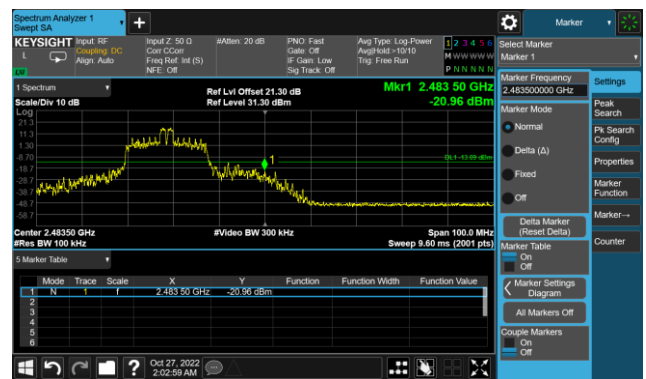 Spectrum Analyzer 1
Swept SA
Marker
KEYSIGHT
L
Input: RF
Coupling: DC
Align: Auto
Input Z: 50 Ω
Corr CCorr
Freq Ref: Int (S)
NFE: Off
#Atten: 20 dB
PNO: Fast
Gate: Off
IF Gain: Low
Sig Track: Off
Avg Type: Log-Power
Avg|Hold:>10/10
Trig: Free Run
1 2 3 4 5 6
M W W W W W
P N N N N N
Select Marker
Marker 1
1 Spectrum
Scale/Div 10 dB
Ref Lvl Offset 21.30 dB
Ref Level 31.30 dBm
Mkr1 2.483 50 GHz
-20.96 dBm
Log
21.3
11.3
1.30
-8.70
-18.7
-28.7
-38.7
-48.7
-58.7
1
Center 2.48350 GHz
#Res BW 100 kHz
#Video BW 300 kHz
Span 100.0 MHz
Sweep 9.60 ms (2001 pts)
5 Marker Table
Mode Trace Scale X Y Function Function Width Function Value
1 N 1 f 2.483 50 GHz -20.96 dBm
2
3
4
5
6
Marker Frequency
2.483500000 GHz
Marker Mode
Normal
Delta (Δ)
Fixed
Off
Delta Marker
(Reset Delta)
Marker Table
On
Off
Marker Settings
Diagram
All Markers Off
Couple Markers
On
Off
Settings
Peak
Search
Pk Search
Config
Properties
Marker
Function
Marker→
Counter
?
Oct 27, 2022
2:02:59 AM